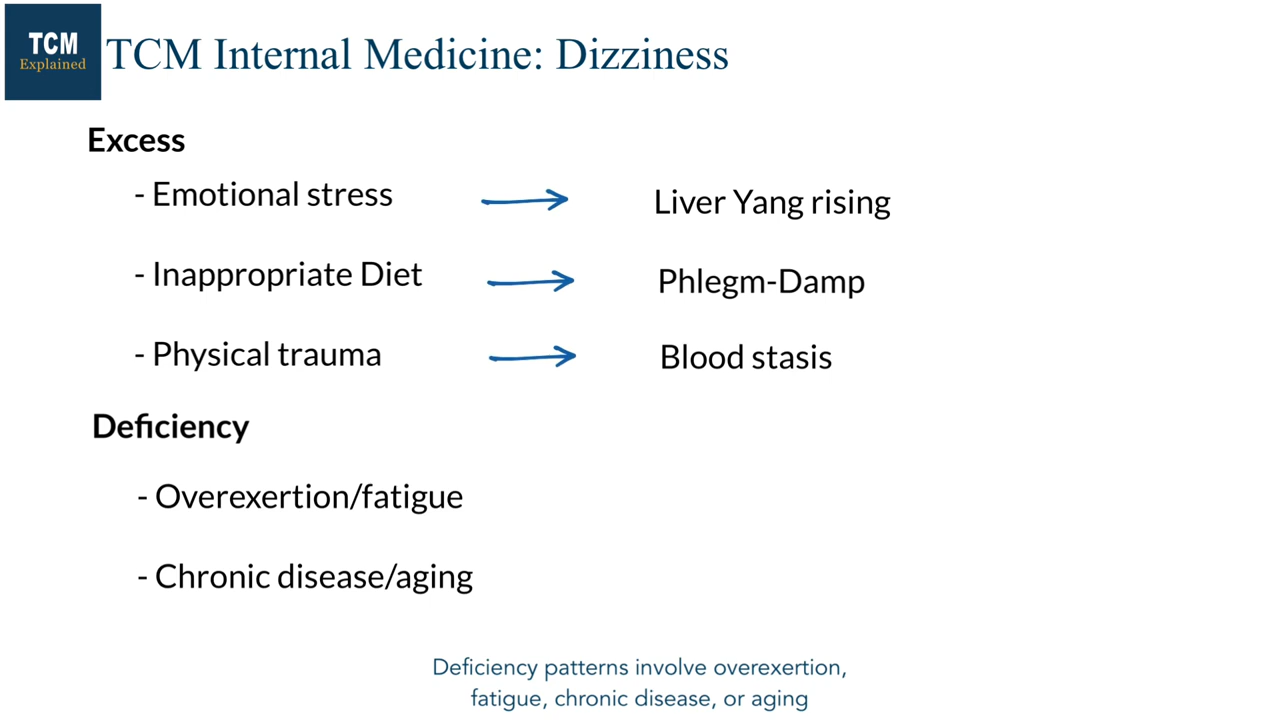 TCM
Explained
TCM Internal Medicine: Dizziness
Excess
- Emotional stress
Liver Yang rising
- Inappropriate Diet
Phlegm-Damp
- Physical trauma
Blood stasis
Deficiency
- Overexertion/fatigue
- Chronic disease/aging
Deficiency patterns involve overexertion,
fatigue, chronic disease, or aging